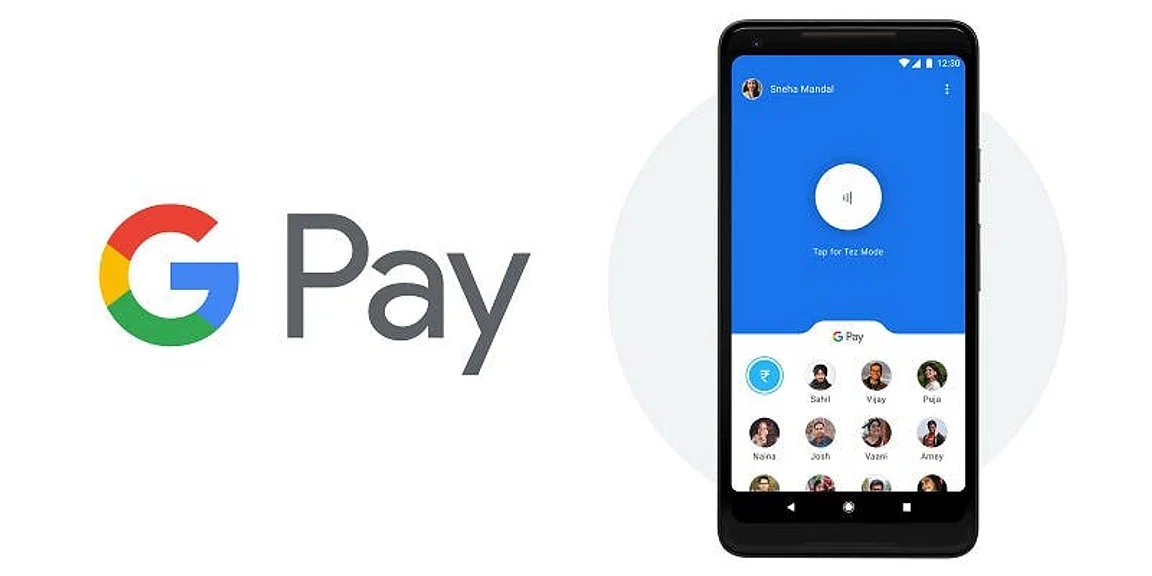 G Pay
12:30
Sneha Mandal
Tap for Tez Mode
G Pay
₹
Sahil Vijay Puja
Naina Josh Vaani Amey